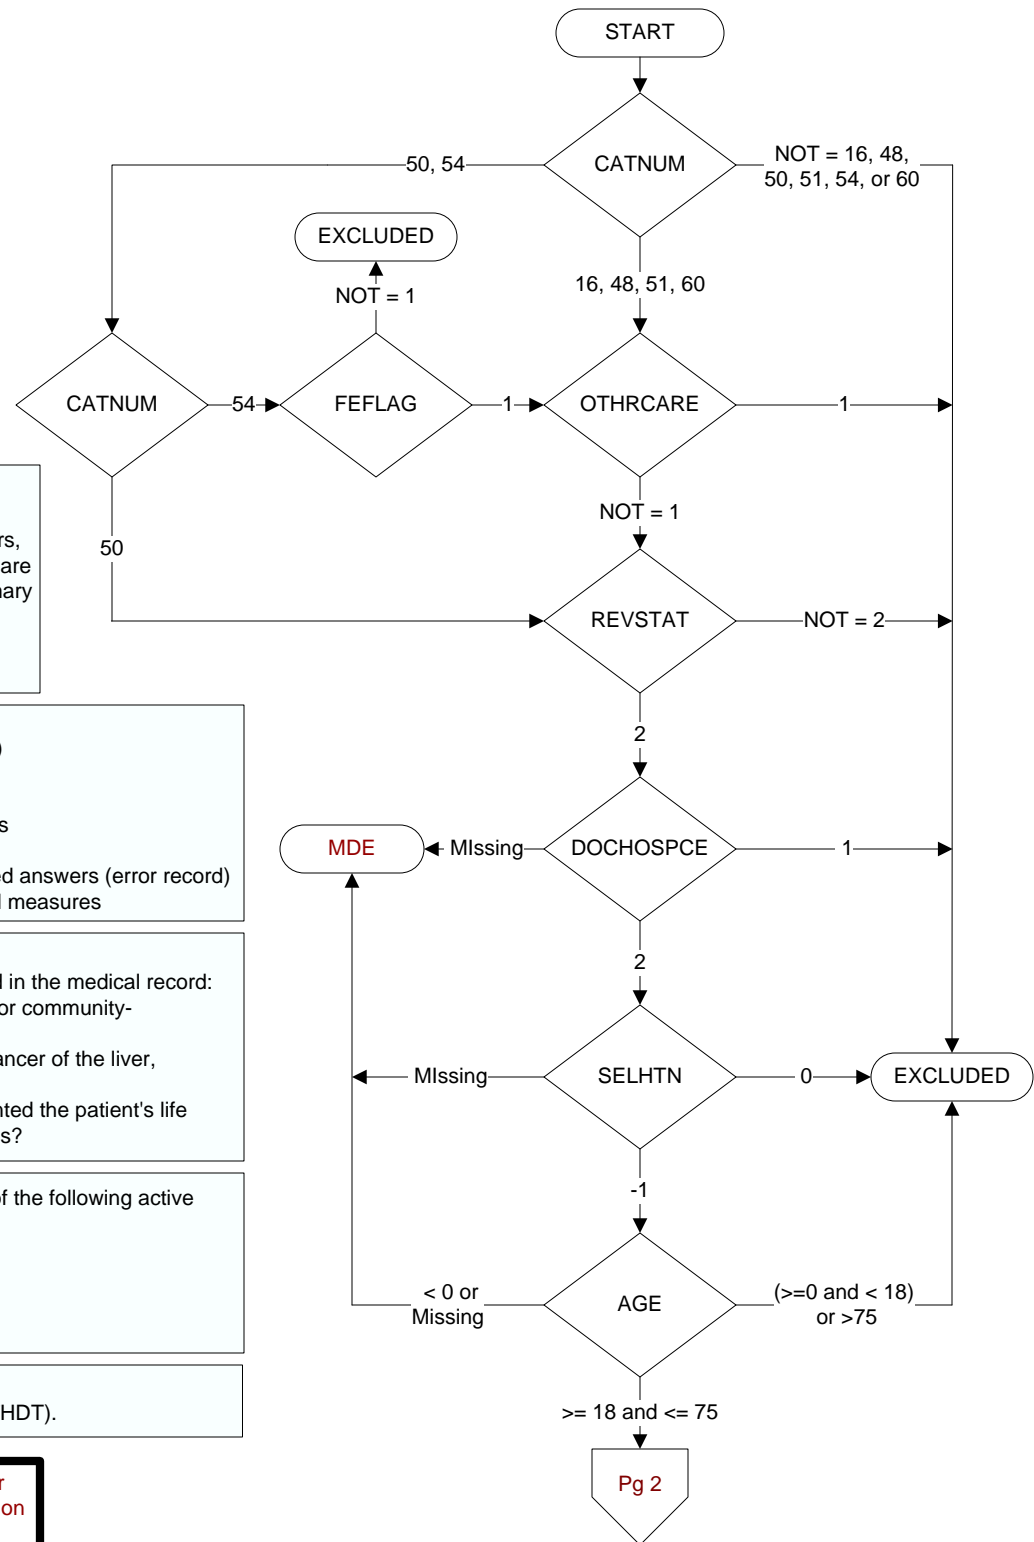 START
CATNUM
50, 54
NOT = 16, 48,
50, 51, 54, or 60
EXCLUDED
NOT = 1
16, 48, 51, 60
CATNUM
54
FEFLAG
1
OTHRCARE
1
NOT = 1
50
REVSTAT
NOT = 2
2
MDE
MIssing
DOCHOSPCE
1
2
MIssing
SELHTN
0
EXCLUDED
-1
< 0 or
Missing
AGE
(>=0 and < 18)
or >75
>= 18 and <= 75
Pg 2
rs,
are
nary
)
s
ed answers (error record)
d measures
d in the medical record:
or community-
ancer of the liver,
nted the patient's life
s?
of the following active
HDT).
r
on